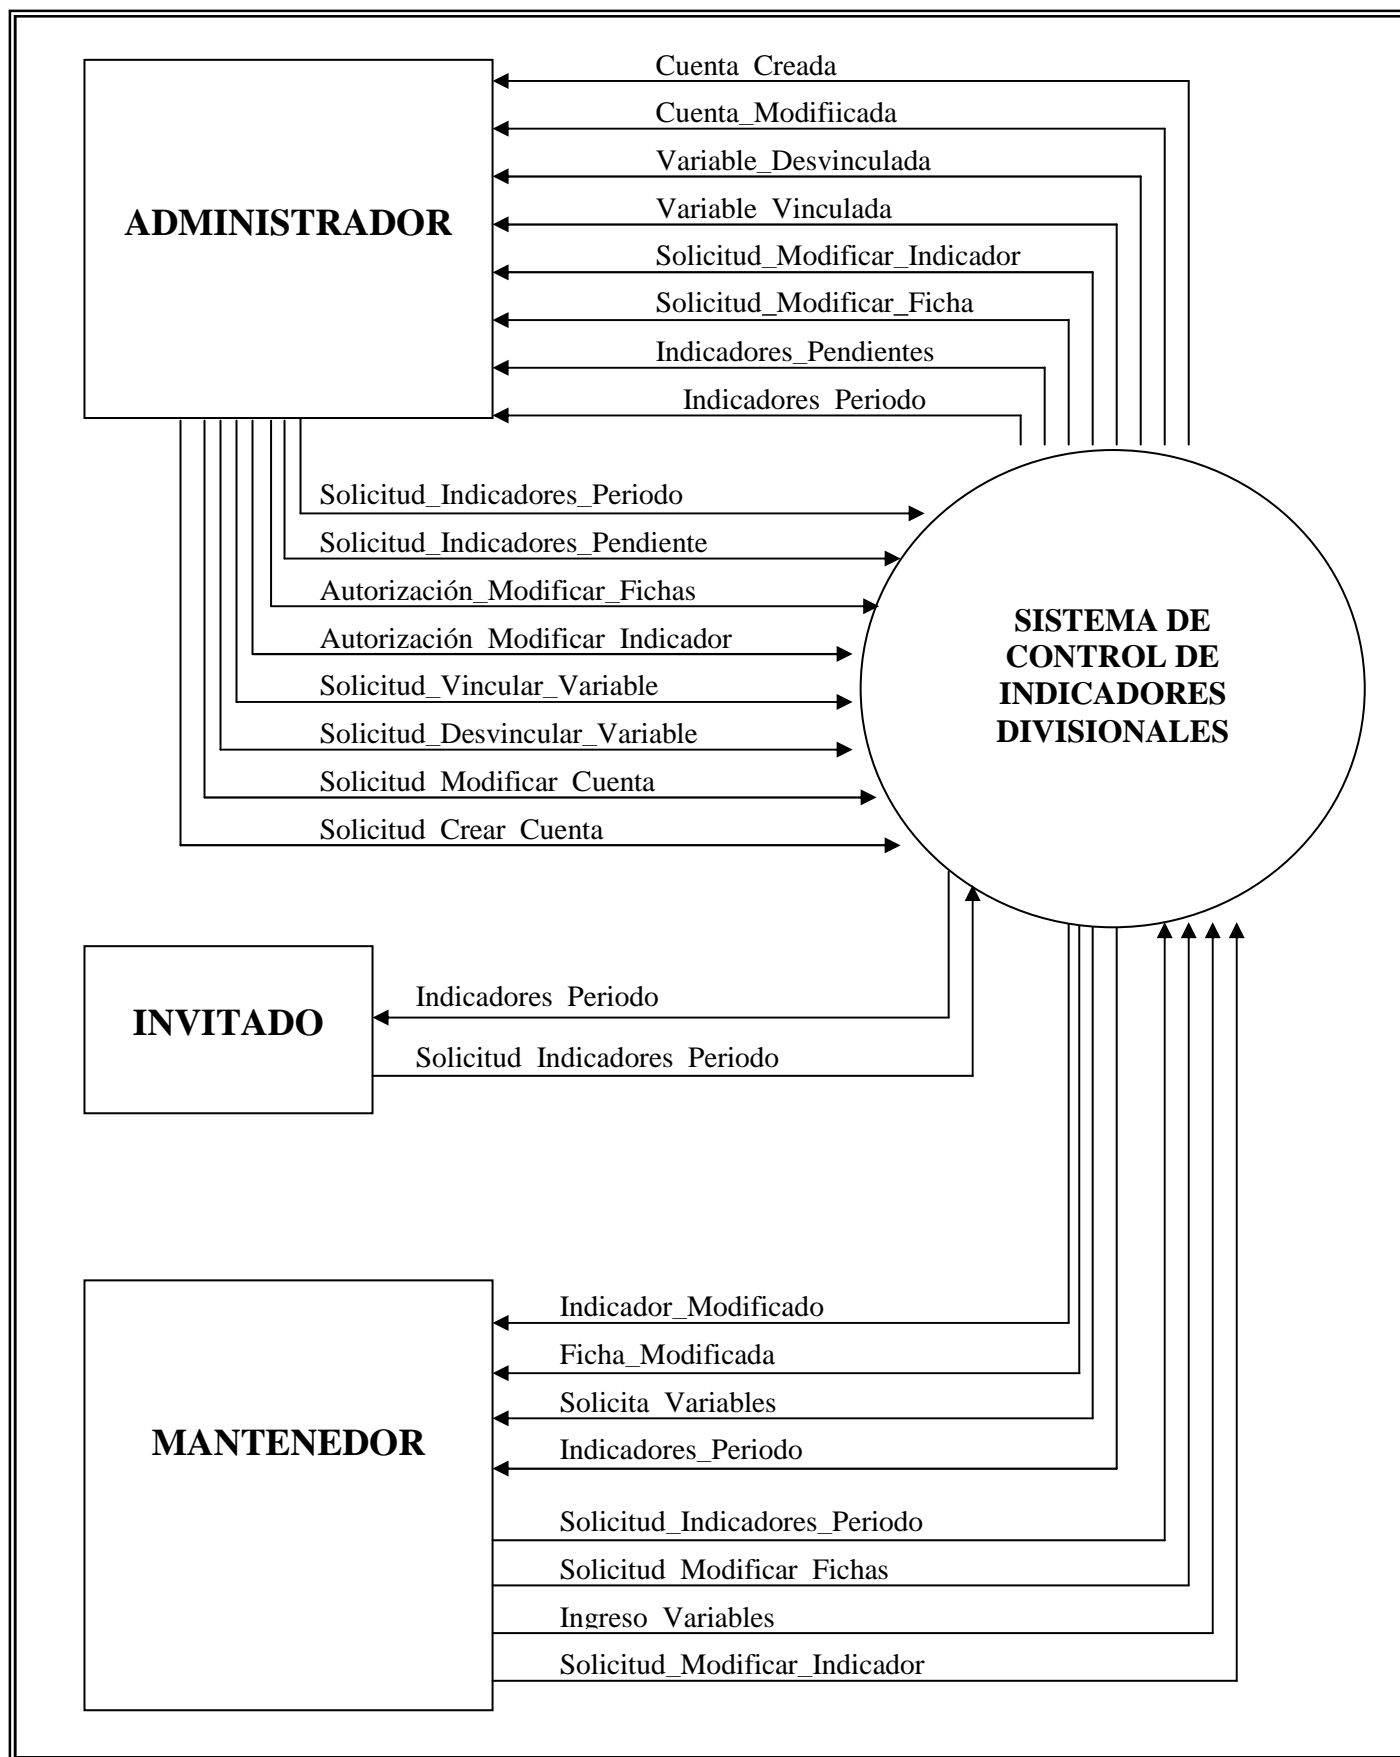 Cuenta_Creada
Cuenta_Modifiicada
Variable_Desvinculada
ADMINISTRADOR
Variable_Vinculada
Solicitud_Modificar_Indicador
Solicitud_Modificar_Ficha
Indicadores_Pendientes
Indicadores_Periodo
Solicitud_Indicadores_Periodo
Solicitud_Indicadores_Pendiente
Autorización_Modificar_Fichas
Autorización_Modificar_Indicador
Solicitud_Vincular_Variable
Solicitud_Desvincular_Variable
Solicitud_Modificar_Cuenta
Solicitud_Crear_Cuenta
SISTEMA DE
CONTROL DE
INDICADORES
DIVISIONALES
INVITADO
Indicadores_Periodo
Solicitud_Indicadores_Periodo
MANTENEDOR
Indicador_Modificado
Ficha_Modificada
Solicita_Variables
Indicadores_Periodo
Solicitud_Indicadores_Periodo
Solicitud_Modificar_Fichas
Ingreso_Variables
Solicitud_Modificar_Indicador